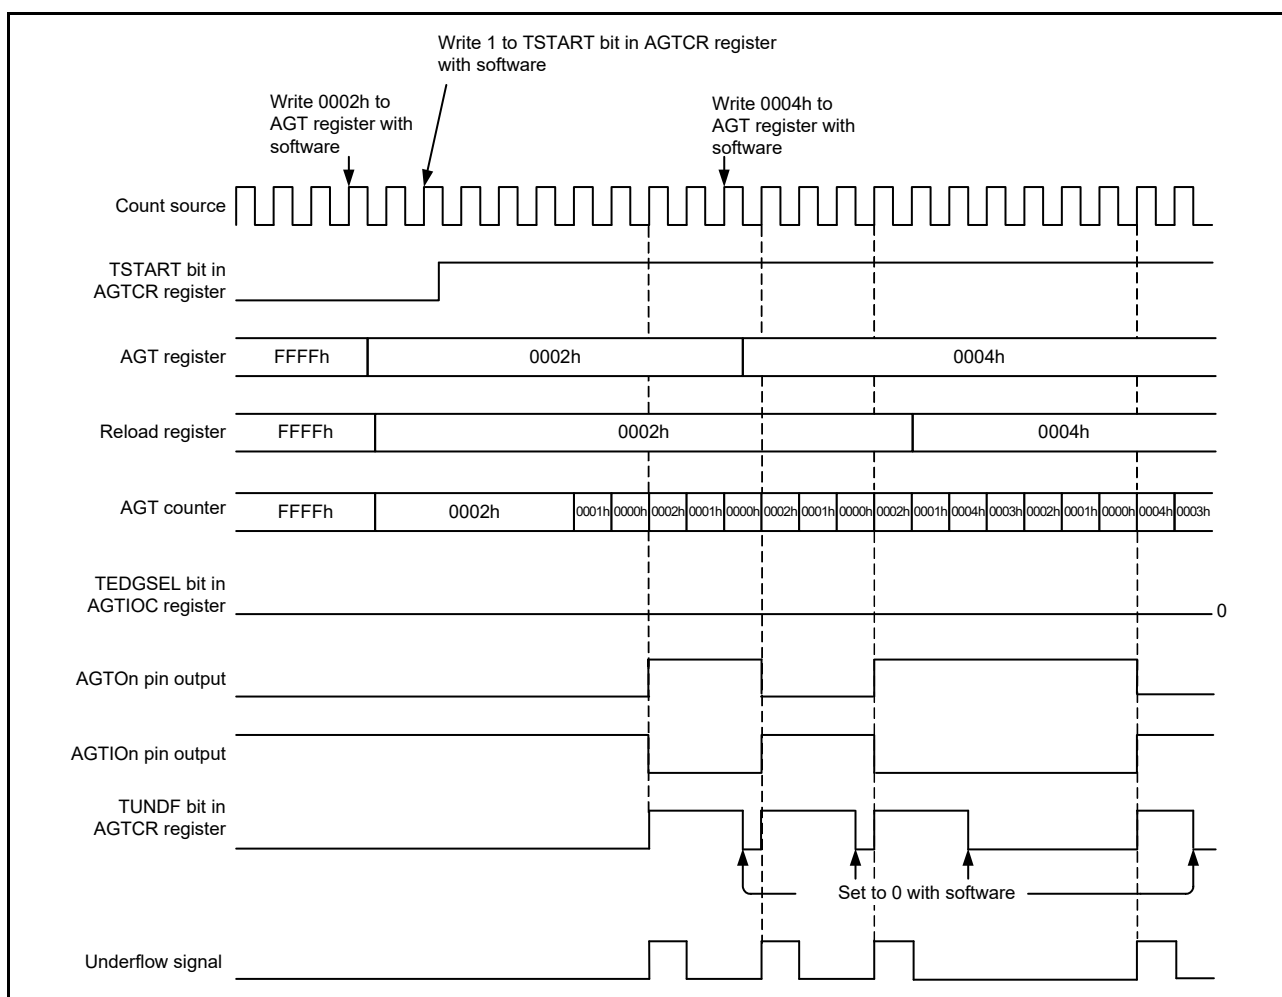 Write 1 to TSTART bit in AGTCR register
with software
Write 0002h to
AGT register with
software
Write 0004h to
AGT register with
software
Count source
TSTART bit in
AGTCR register
AGT register
FFFFh 0002h 0004h
Reload register
FFFFh 0002h 0004h
AGT counter
FFFFh 0002h 0001h 0000h 0002h 0001h 0000h 0002h 0001h 0000h 0002h 0001h 0004h 0003h 0002h 0001h 0000h 0004h 0003h
TEDGSEL bit in
AGTIOC register
0
AGTOn pin output
AGTIOn pin output
TUNDF bit in
AGTCR register
Set to 0 with software
Underflow signal